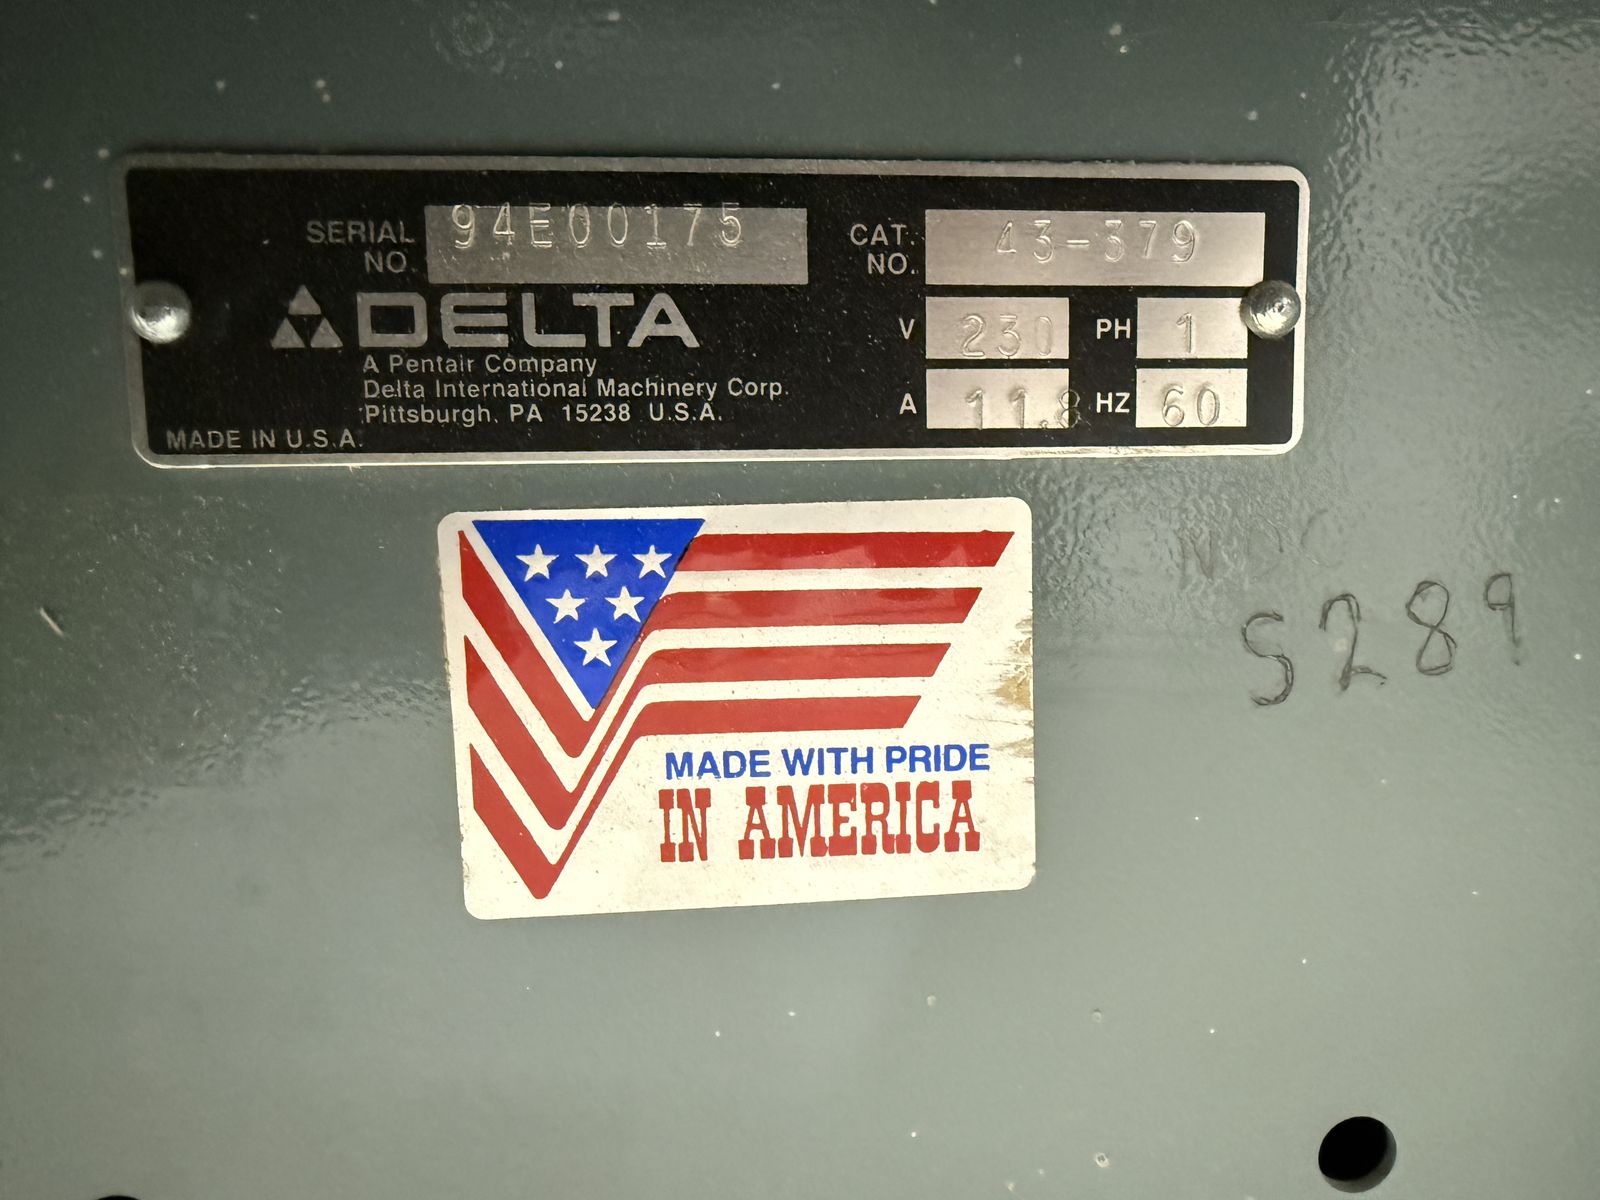 SERIAL NO. 94E00175
CAT. NO. 43-379
DELTA
V 230 PH 1
A Pentair Company
Delta International Machinery Corp.
A 11.8 HZ 60
Pittsburgh, PA 15238 U.S.A.
MADE IN U.S.A.
MADE WITH PRIDE
IN AMERICA
5289